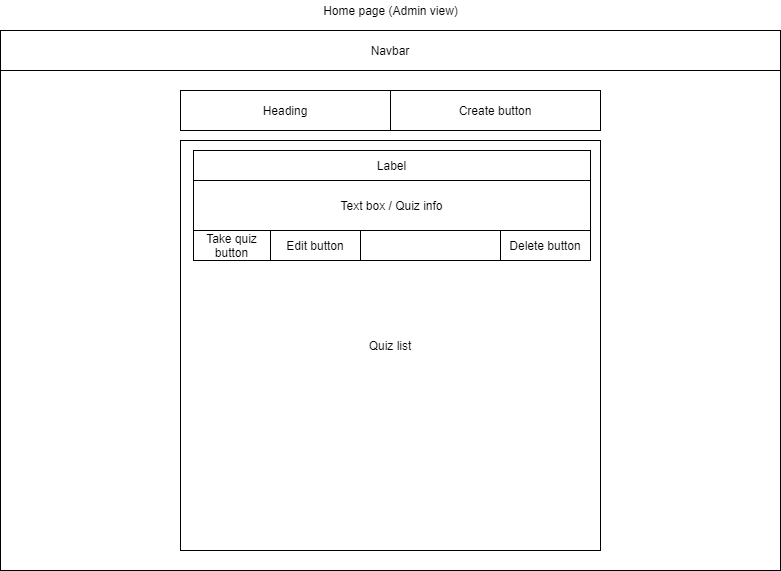 Home page (Admin view)
Navbar
Heading
Create button
Label
Text box / Quiz info
Take quiz
button
Edit button
Delete button
Quiz list